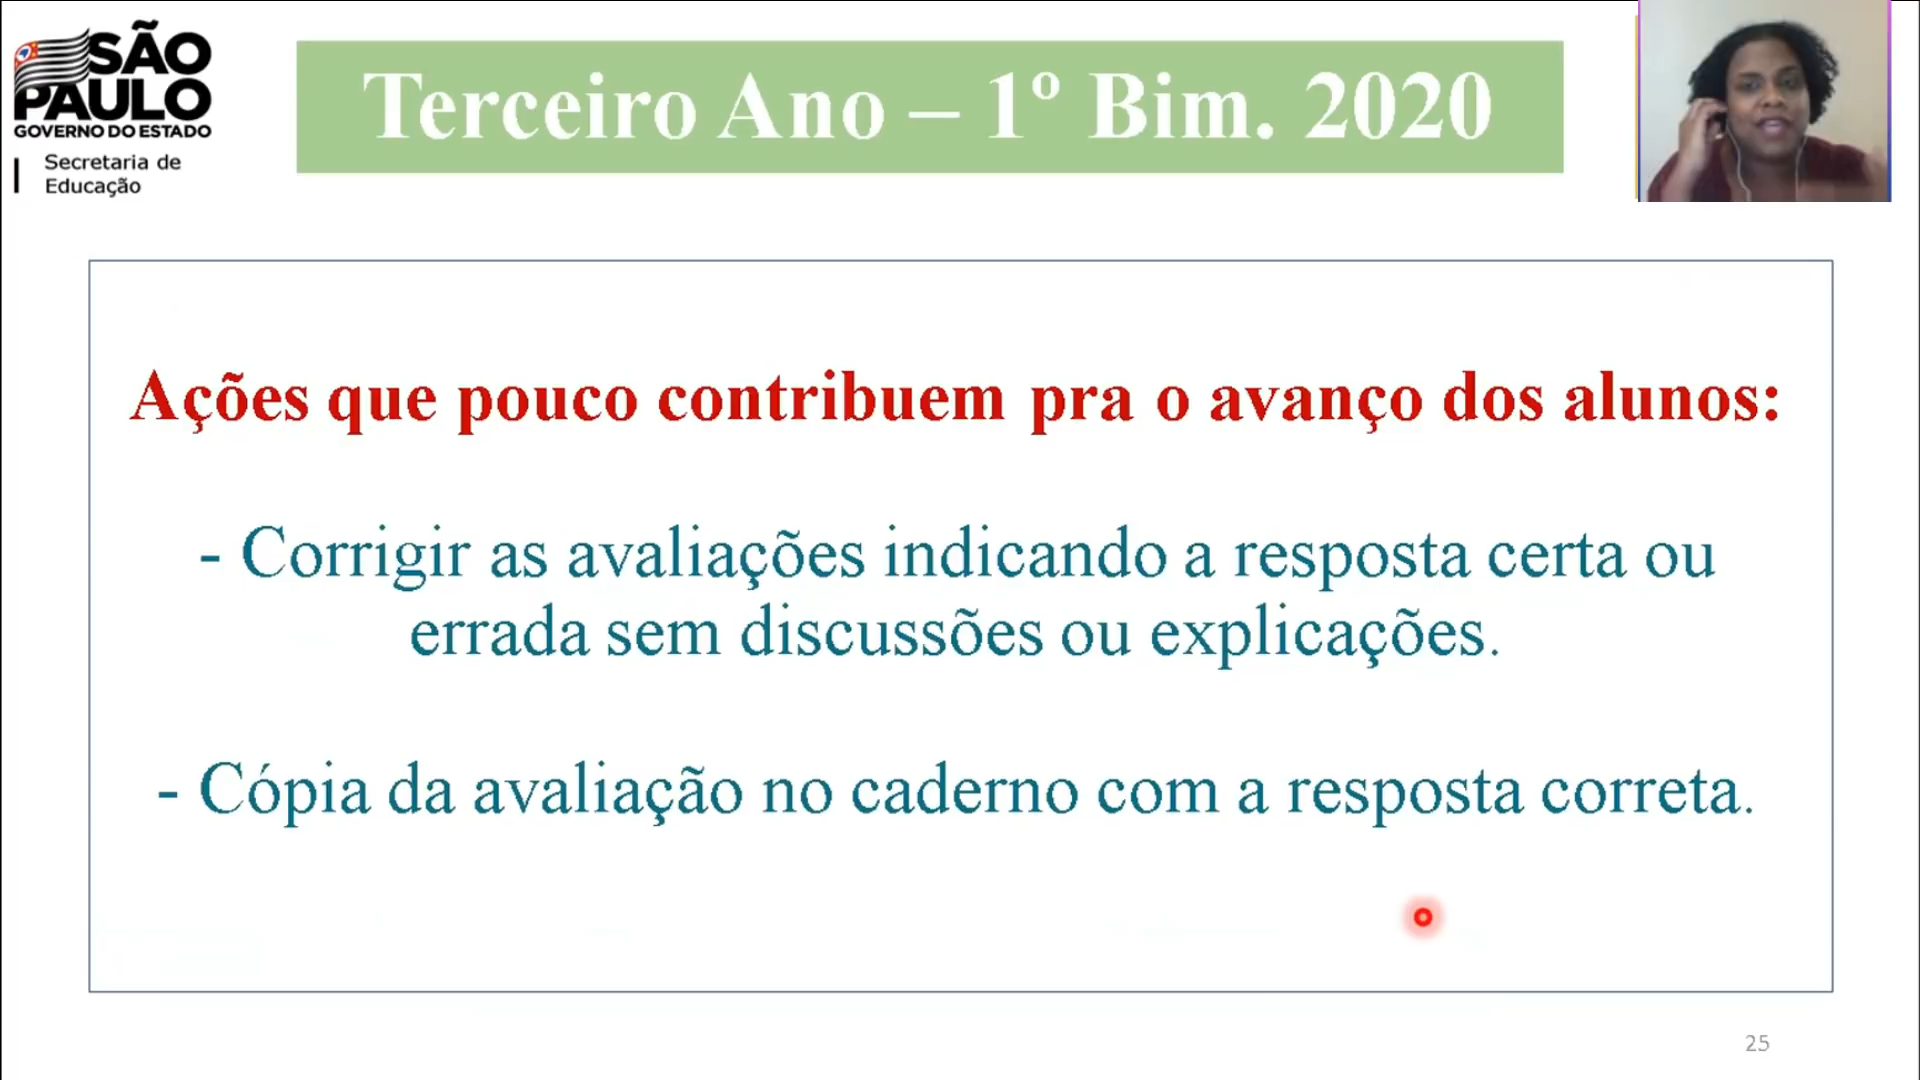 SÃO
PAULO
GOVERNO DO ESTADO
Secretaria de
Educação
Terceiro Ano – 1º Bim. 2020
Ações que pouco contribuem pra o avanço dos alunos:
- Corrigir as avaliações indicando a resposta certa ou
errada sem discussões ou explicações.
- Cópia da avaliação no caderno com a resposta correta.
25